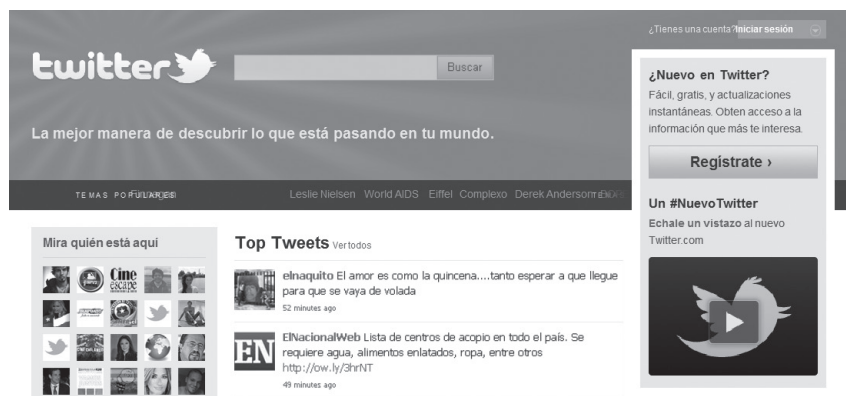 ¿Tienes una cuenta? Iniciar sesión
twitter
Buscar
La mejor manera de descubrir lo que está pasando en tu mundo.
TEMAS POPULARES
Leslie Nielsen World AIDS Eiffel Complexo Derek Anderson
¿Nuevo en Twitter?
Fácil, gratis, y actualizaciones
instantáneas. Obten acceso a la
información que más te interesa.
Regístrate ›
Un #NuevoTwitter
Echale un vistazo al nuevo
Twitter.com
Mira quién está aquí
Cine
escape
Top Tweets Ver todos
elnaquito El amor es como la quincena....tanto esperar a que llegue
para que se vaya de volada
52 minutes ago
EN
ElNacionalWeb Lista de centros de acopio en todo el país. Se
requiere agua, alimentos enlatados, ropa, entre otros
http://ow.ly/3hrNT
49 minutes ago